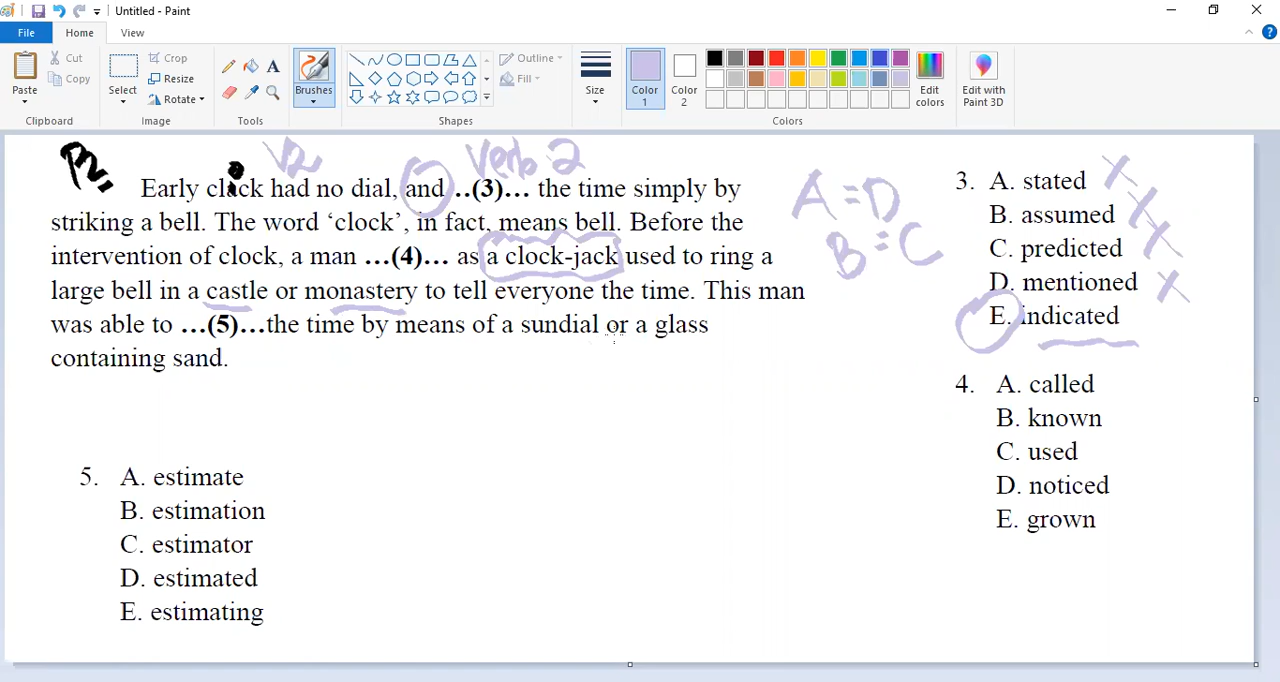 Untitled - Paint
File Home View
Paste Cut Copy Clipboard
Select Crop Resize Rotate Image
Tools
Brushes
Outline Fill Shapes
Size
Color 1 Color 2 Edit colors Colors
Edit with Paint 3D
V2 Verb 2
Early clock had no dial, and ..(3)... the time simply by
striking a bell. The word ‘clock’, in fact, means bell. Before the
intervention of clock, a man ...(4)... as a clock-jack used to ring a
large bell in a castle or monastery to tell everyone the time. This man
was able to ...(5)...the time by means of a sundial or a glass
containing sand.
A = D
B = C
3. A. stated X
B. assumed X
C. predicted X
D. mentioned X
E. indicated
4. A. called
B. known
C. used
D. noticed
E. grown
5. A. estimate
B. estimation
C. estimator
D. estimated
E. estimating